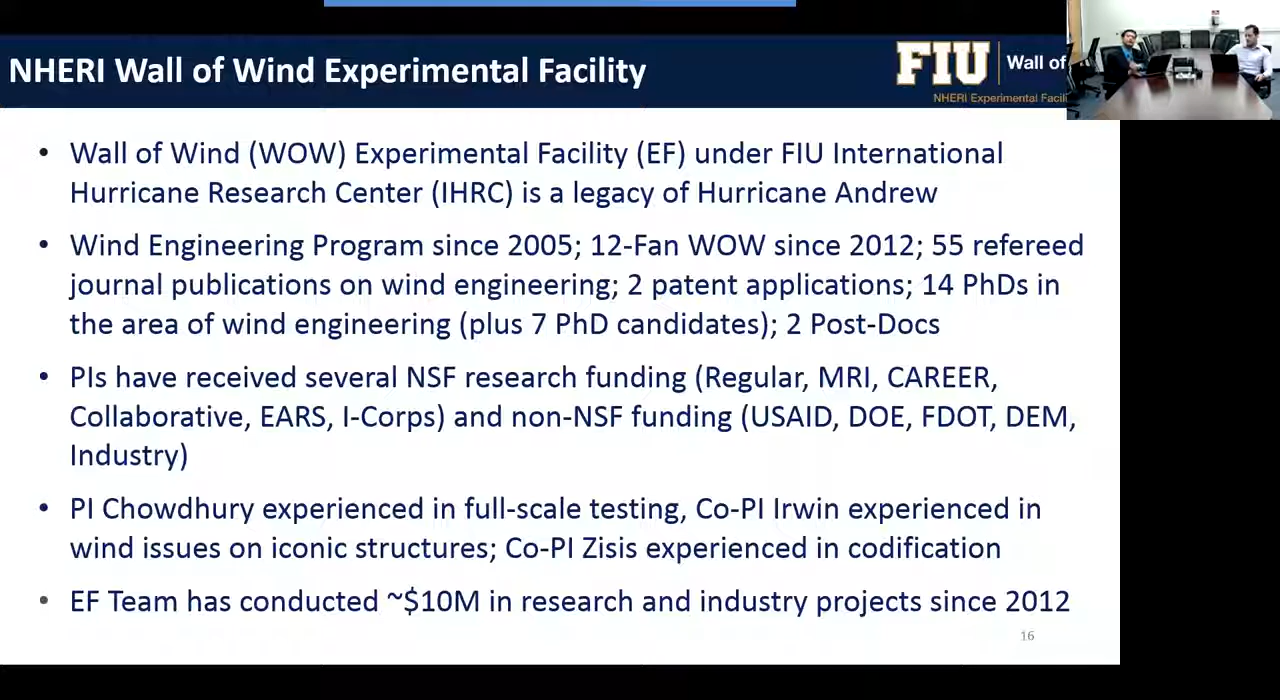 NHERI Wall of Wind Experimental Facility
FIU
Wall of
NHERI Experimental Facili
• Wall of Wind (WOW) Experimental Facility (EF) under FIU International
Hurricane Research Center (IHRC) is a legacy of Hurricane Andrew
• Wind Engineering Program since 2005; 12-Fan WOW since 2012; 55 refereed
journal publications on wind engineering; 2 patent applications; 14 PhDs in
the area of wind engineering (plus 7 PhD candidates); 2 Post-Docs
• PIs have received several NSF research funding (Regular, MRI, CAREER,
Collaborative, EARS, I-Corps) and non-NSF funding (USAID, DOE, FDOT, DEM,
Industry)
• PI Chowdhury experienced in full-scale testing, Co-PI Irwin experienced in
wind issues on iconic structures; Co-PI Zisis experienced in codification
• EF Team has conducted ~$10M in research and industry projects since 2012
16